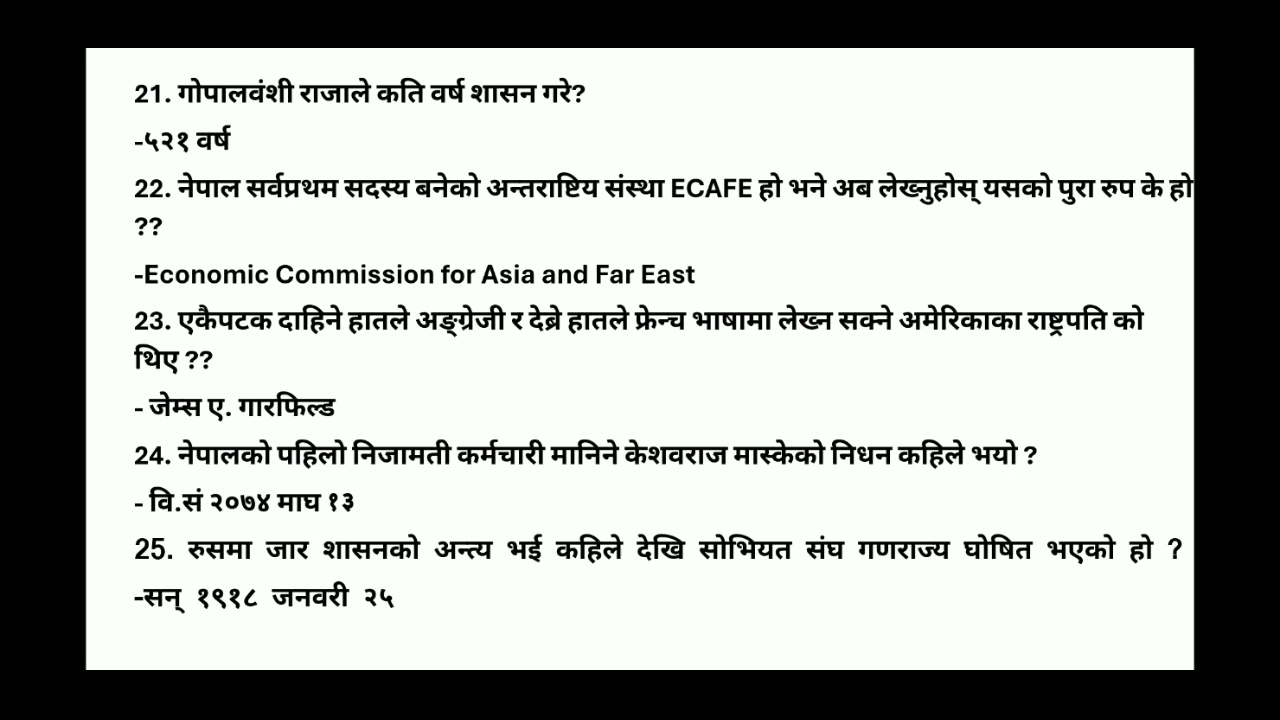 21. गोपालवंशी राजाले कति वर्ष शासन गरे?
-५२१ वर्ष
22. नेपाल सर्वप्रथम सदस्य बनेको अन्तराष्टिय संस्था ECAFE हो भने अब लेख्नुहोस् यसको पुरा रुप के हो
??
-Economic Commission for Asia and Far East
23. एकैपटक दाहिने हातले अङ्ग्रेजी र देब्रे हातले फ्रेन्च भाषामा लेख्न सक्ने अमेरिकाका राष्ट्रपति को
थिए ??
- जेम्स ए. गारफिल्ड
24. नेपालको पहिलो निजामती कर्मचारी मानिने केशवराज मास्केको निधन कहिले भयो ?
- वि.सं २०७४ माघ १३
25. रुसमा जार शासनको अन्त्य भई कहिले देखि सोभियत संघ गणराज्य घोषित भएको हो ?
-सन् १९१८ जनवरी २५